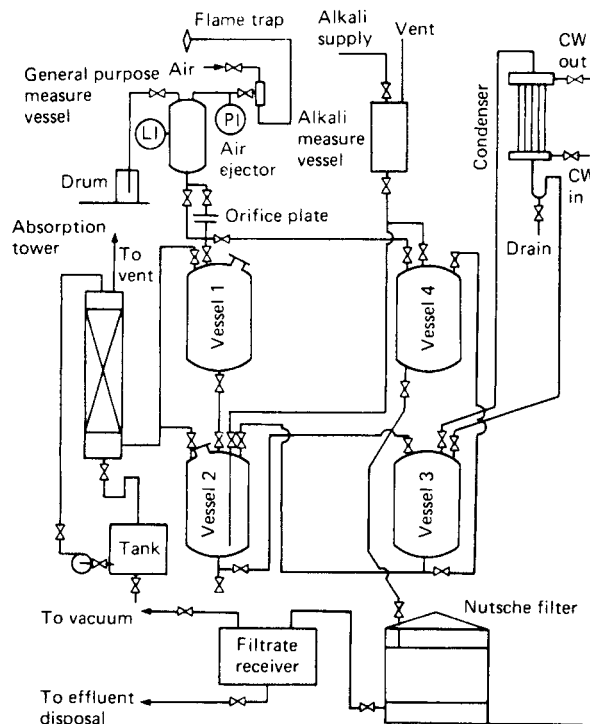 Flame trap
Alkali
supply
Vent
CW
out
Air
General purpose
measure
vessel
LI
PI
Air
ejector
Alkali
measure
vessel
Condenser
CW
in
Drum
Orifice plate
Drain
Absorption
tower
To
vent
Vessel 1
Vessel 4
Vessel 2
Vessel 3
Tank
To vacuum
Nutsche filter
Filtrate
receiver
To effluent
disposal